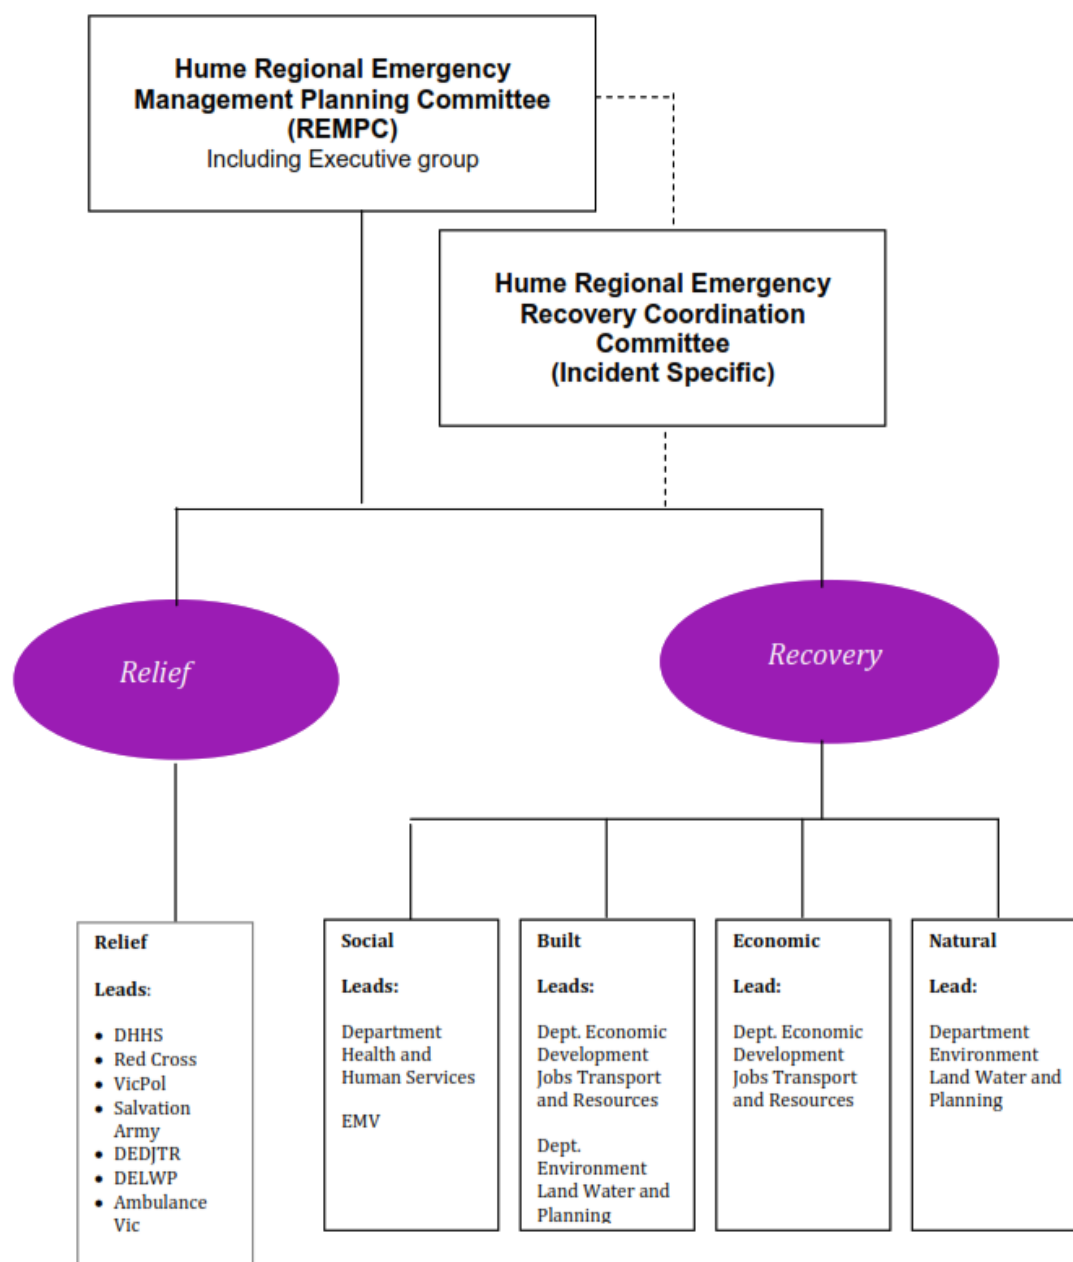 Hume Regional Emergency
Management Planning Committee
(REMPC)
Including Executive group
Hume Regional Emergency
Recovery Coordination
Committee
(Incident Specific)
Relief
Recovery
Relief
Leads:
• DHHS
• Red Cross
• VicPol
• Salvation
Army
• DEDJTR
• DELWP
• Ambulance
Vic
Social
Leads:
Department
Health and
Human Services
EMV
Built
Leads:
Dept. Economic
Development
Jobs Transport
and Resources
Dept.
Environment
Land Water and
Planning
Economic
Lead:
Dept. Economic
Development
Jobs Transport
and Resources
Natural
Lead:
Department
Environment
Land Water and
Planning